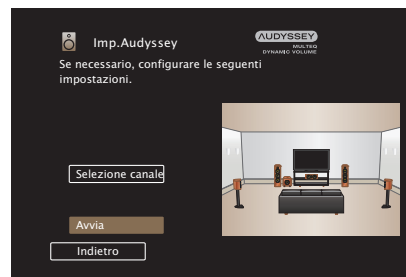 Imp.Audyssey
AUDYSSEY
MULTEQ
DYNAMIC VOLUME
Se necessario, configurare le seguenti
impostazioni.
Selezione canale
Avvia
Indietro